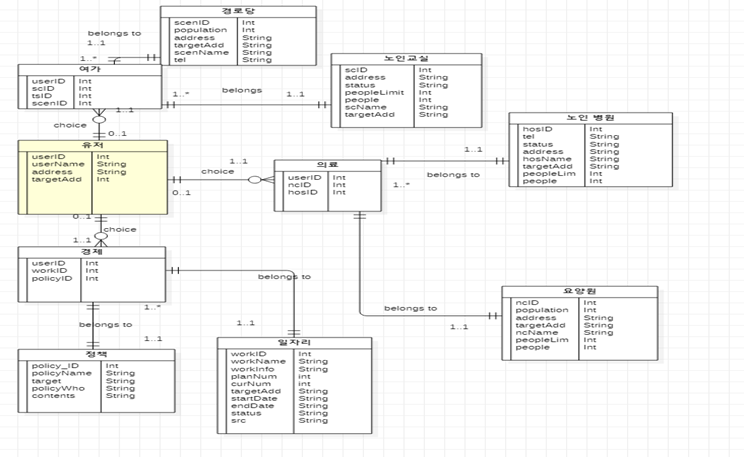 경로당
scenID Int
population Int
address String
targetAdd String
scenName String
tel String
belongs to
1..1
1..*
여가
userID Int
scID Int
tsID Int
scenID Int
1..*
belongs
1..1
노인교실
scID Int
address String
status String
peopleLimit Int
people Int
scName String
targetAdd String
1..1
choice
0..1
유저
userID Int
userName String
address String
targetAdd Int
노인 병원
hosID Int
tel String
status String
address String
hosName String
targetAdd String
peopleLim Int
people Int
1..1
choice
0..1
의료
userID Int
ncID Int
hosID Int
1..1
belongs to
1..*
0..1
choice
1..1
경제
userID Int
workID Int
policyID Int
belongs to
1..1
1..*
belongs to
1..1
정책
policy_ID Int
policyName String
target String
policyWho String
contents String
일자리
workID Int
workName String
workInfo String
planNum int
curNum int
targetAdd String
startDate String
endDate String
status String
src String
belongs to
1..1
요양원
ncID Int
population Int
address String
targetAdd String
ncName String
peopleLim Int
people Int